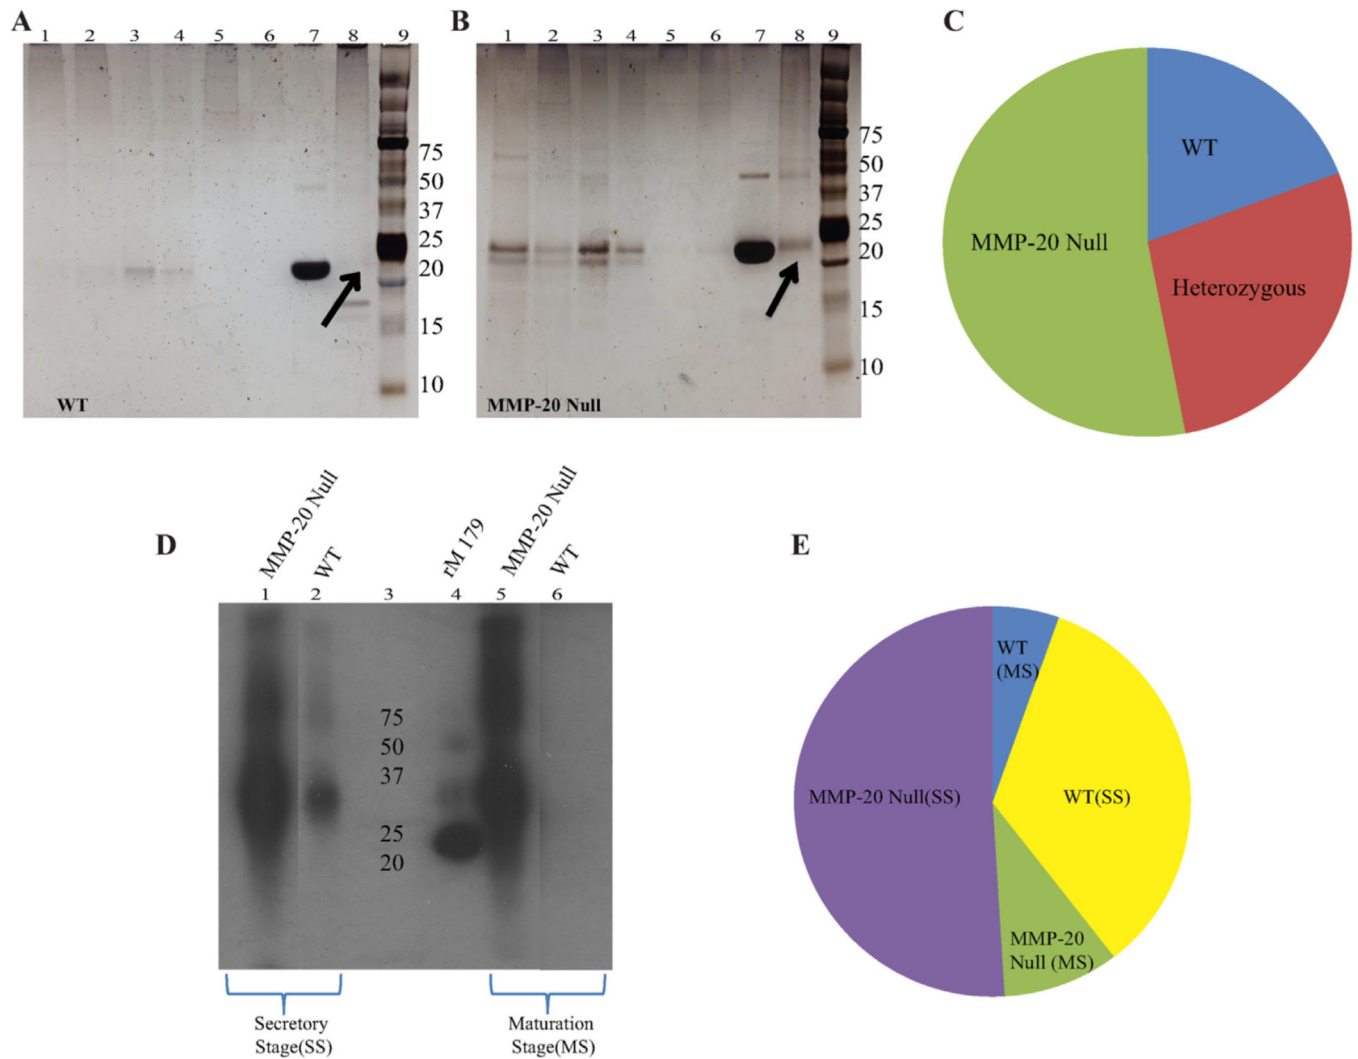 A
1 2 3 4 5 6 7 8 9
75
50
37
25
20
15
10
WT
B
1 2 3 4 5 6 7 8 9
75
50
37
25
20
15
10
MMP-20 Null
C
WT
Heterozygous
MMP-20 Null
D
MMP-20 Null
WT
rM 179
MMP-20 Null
WT
1 2 3 4 5 6
75
50
37
25
20
Secretory
Stage(SS)
Maturation
Stage(MS)
E
WT
(MS)
WT(SS)
MMP-20
Null (MS)
MMP-20 Null(SS)